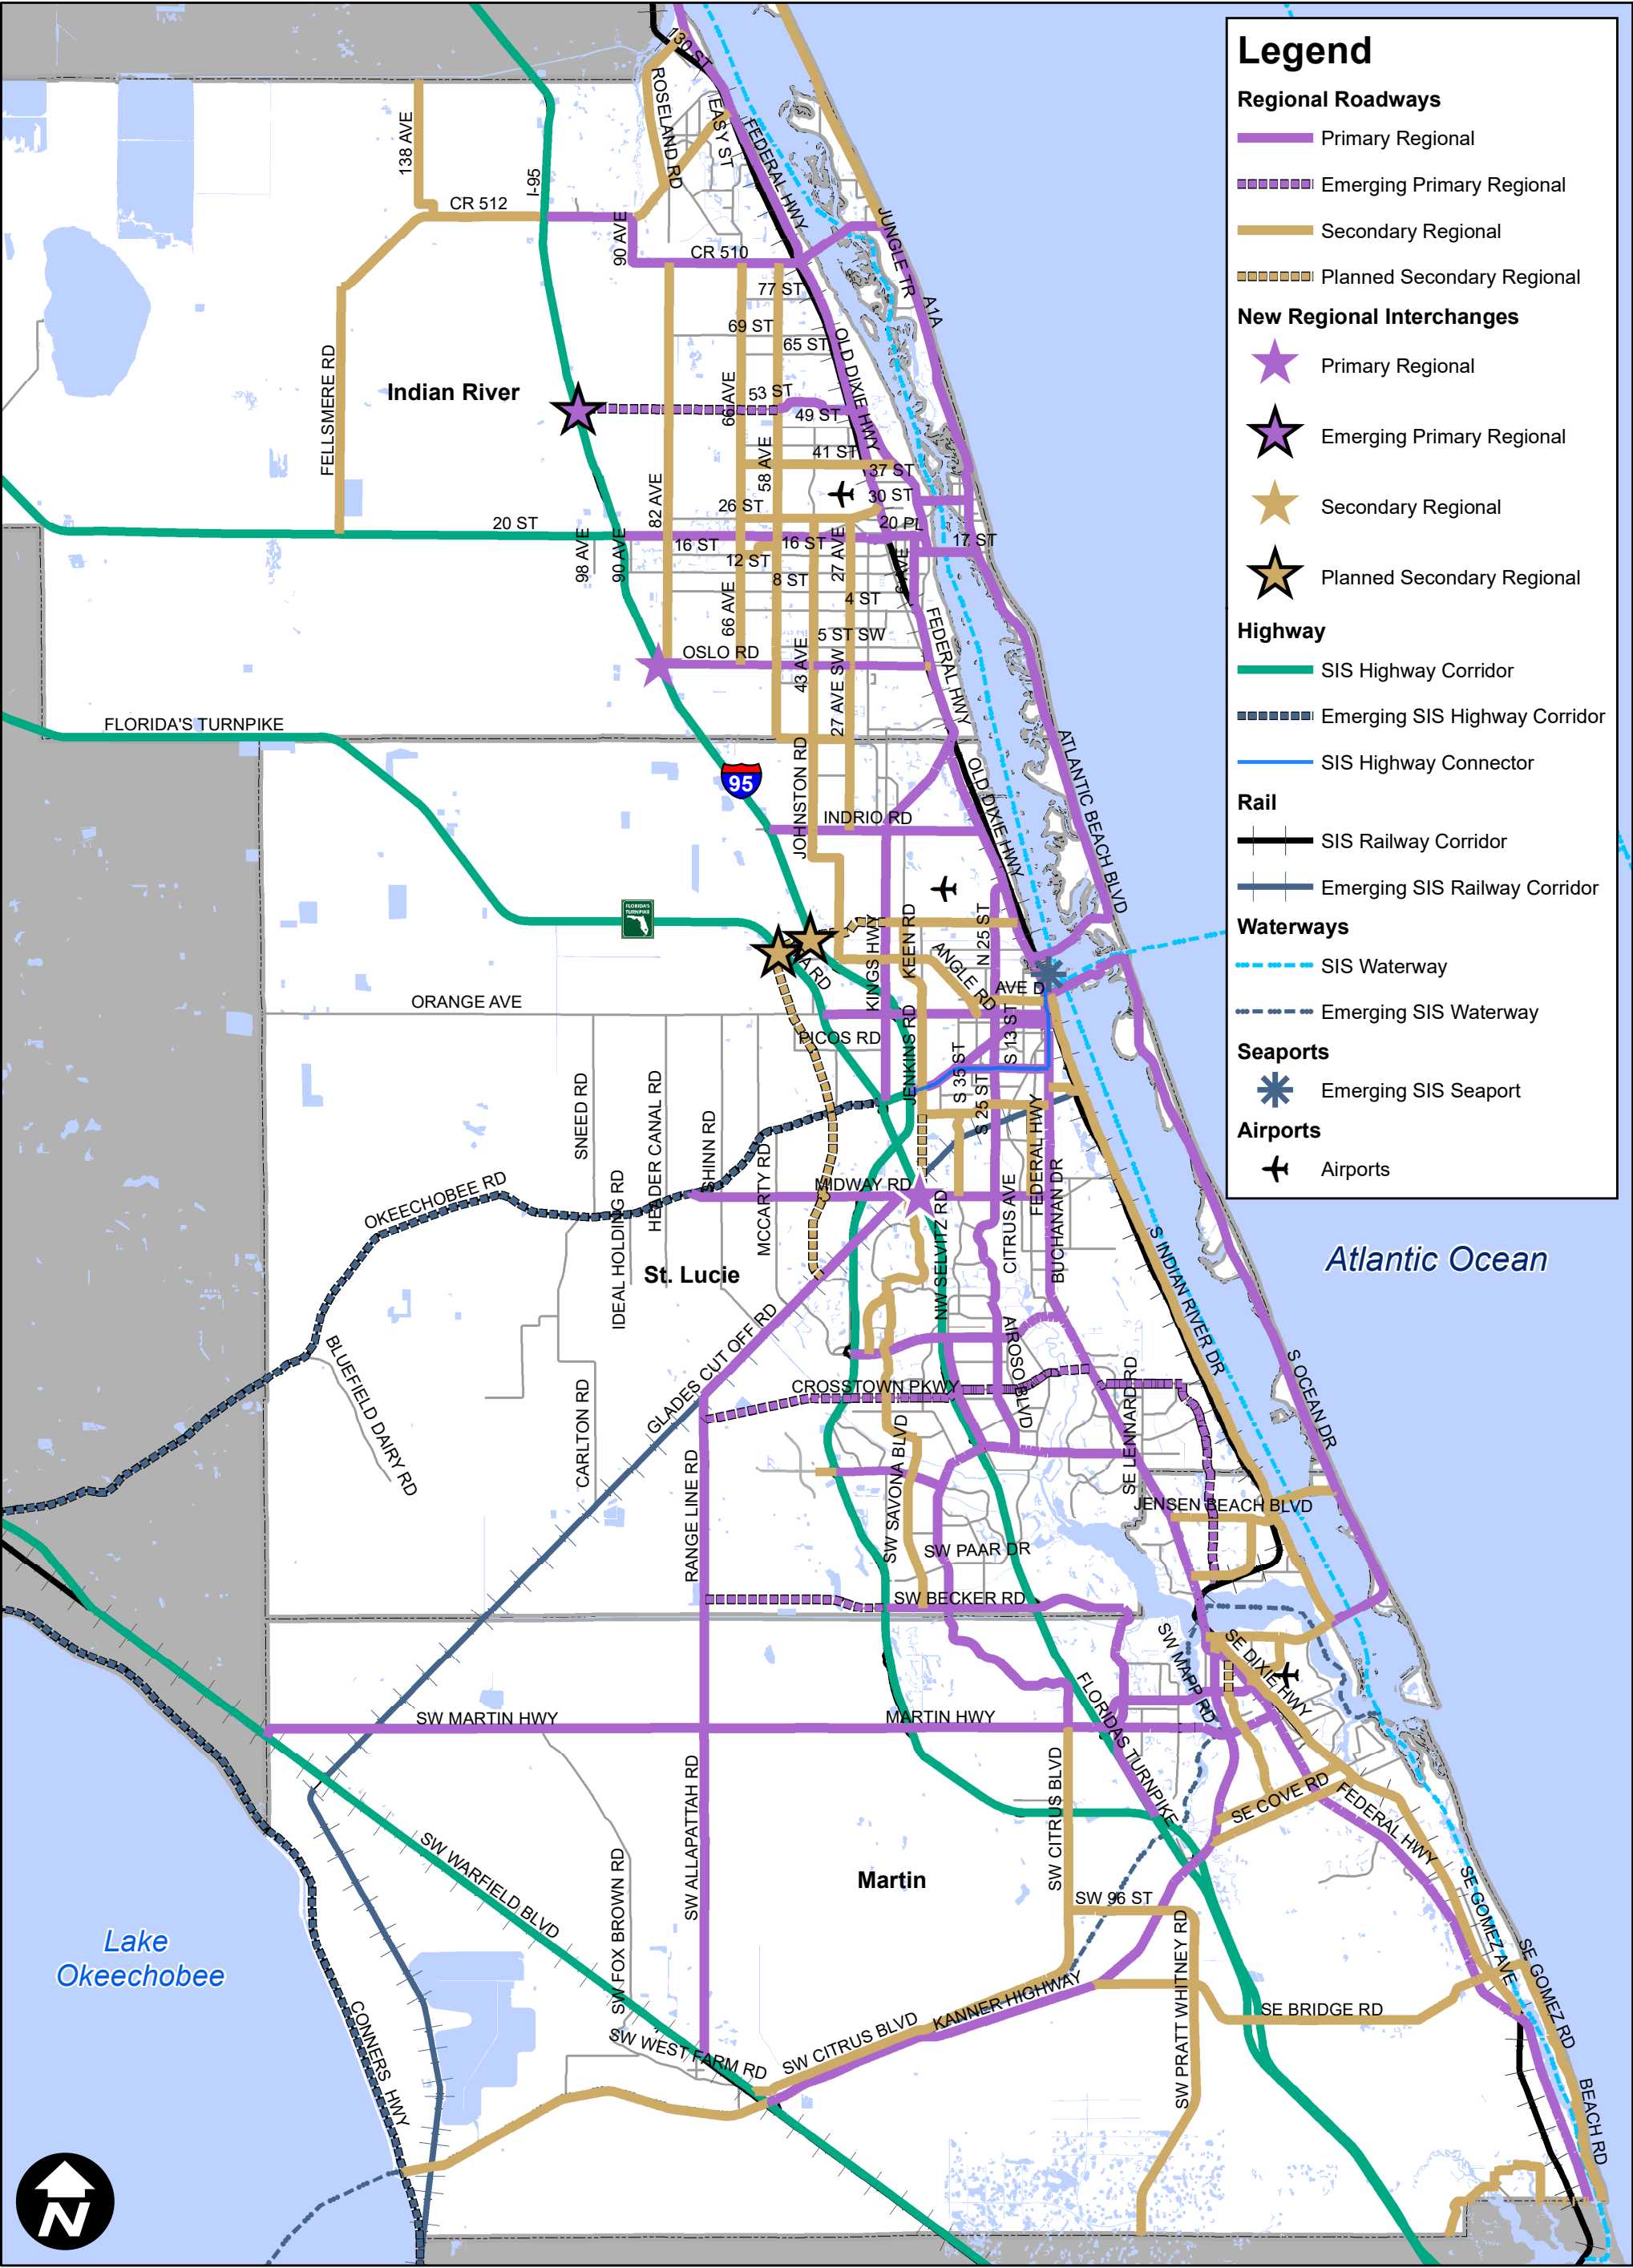 Legend
Regional Roadways
Primary Regional
Emerging Primary Regional
Secondary Regional
Planned Secondary Regional
New Regional Interchanges
Primary Regional
Emerging Primary Regional
Secondary Regional
Planned Secondary Regional
Highway
SIS Highway Corridor
Emerging SIS Highway Corridor
SIS Highway Connector
Rail
SIS Railway Corridor
Emerging SIS Railway Corridor
Waterways
SIS Waterway
Emerging SIS Waterway
Seaports
Emerging SIS Seaport
Airports
Airports
130 ST
ROSELAND RD
EASY ST
FEDERAL HWY
138 AVE
I-95
CR 512
90 AVE
CR 510
JUNGLE TR
A1A
77 ST
69 ST
65 ST
OLD DIXIE HWY
Indian River
FELLSMERE RD
66 AVE
53 ST
49 ST
58 AVE
41 ST
37 ST
82 AVE
30 ST
26 ST
20 ST
20 PL
98 AVE
90 AVE
16 ST
16 ST
17 ST
12 ST
27 AVE
6 AVE
8 ST
66 AVE
4 ST
FEDERAL HWY
5 ST SW
OSLO RD
43 AVE
27 AVE SW
FLORIDA'S TURNPIKE
95
JOHNSTON RD
OLD DIXIE HWY
ATLANTIC BEACH BLVD
INDRIO RD
FLORIDA'S
TURNPIKE
KINGS HWY
KEEN RD
N 25 ST
ANGLE RD
AVE D
ORANGE AVE
PICOS RD
JENKINS RD
S 13 ST
S 35 ST
S 25 ST
SNEED RD
HEADER CANAL RD
SHINN RD
MCCARTY RD
FEDERAL HWY
IDEAL HOLDING RD
OKEECHOBEE RD
MIDWAY RD
NW SELVITZ RD
CITRUS AVE
BUCHANAN DR
S INDIAN RIVER DR
Atlantic Ocean
St. Lucie
GLADES CUT OFF RD
BLUEFIELD DAIRY RD
CARLTON RD
AIROSO BLVD
CROSSTOWN PKWY
SE LENNARD RD
S OCEAN DR
RANGE LINE RD
SW SAVONA BLVD
JENSEN BEACH BLVD
SW PAAR DR
SW BECKER RD
SW MAPP RD
SE DIXIE HWY
SW MARTIN HWY
MARTIN HWY
FLORIDAS TURNPIKE
SW ALLAPATTAH RD
SW CITRUS BLVD
SE COVE RD
FEDERAL HWY
SW WARFIELD BLVD
SW FOX BROWN RD
Martin
SW 96 ST
SE GOMEZ AVE
SE GOMEZ RD
Lake
Okeechobee
CONNERS HWY
SW WEST FARM RD
SW CITRUS BLVD
KANNER HIGHWAY
SW PRATT WHITNEY RD
SE BRIDGE RD
BEACH RD
N